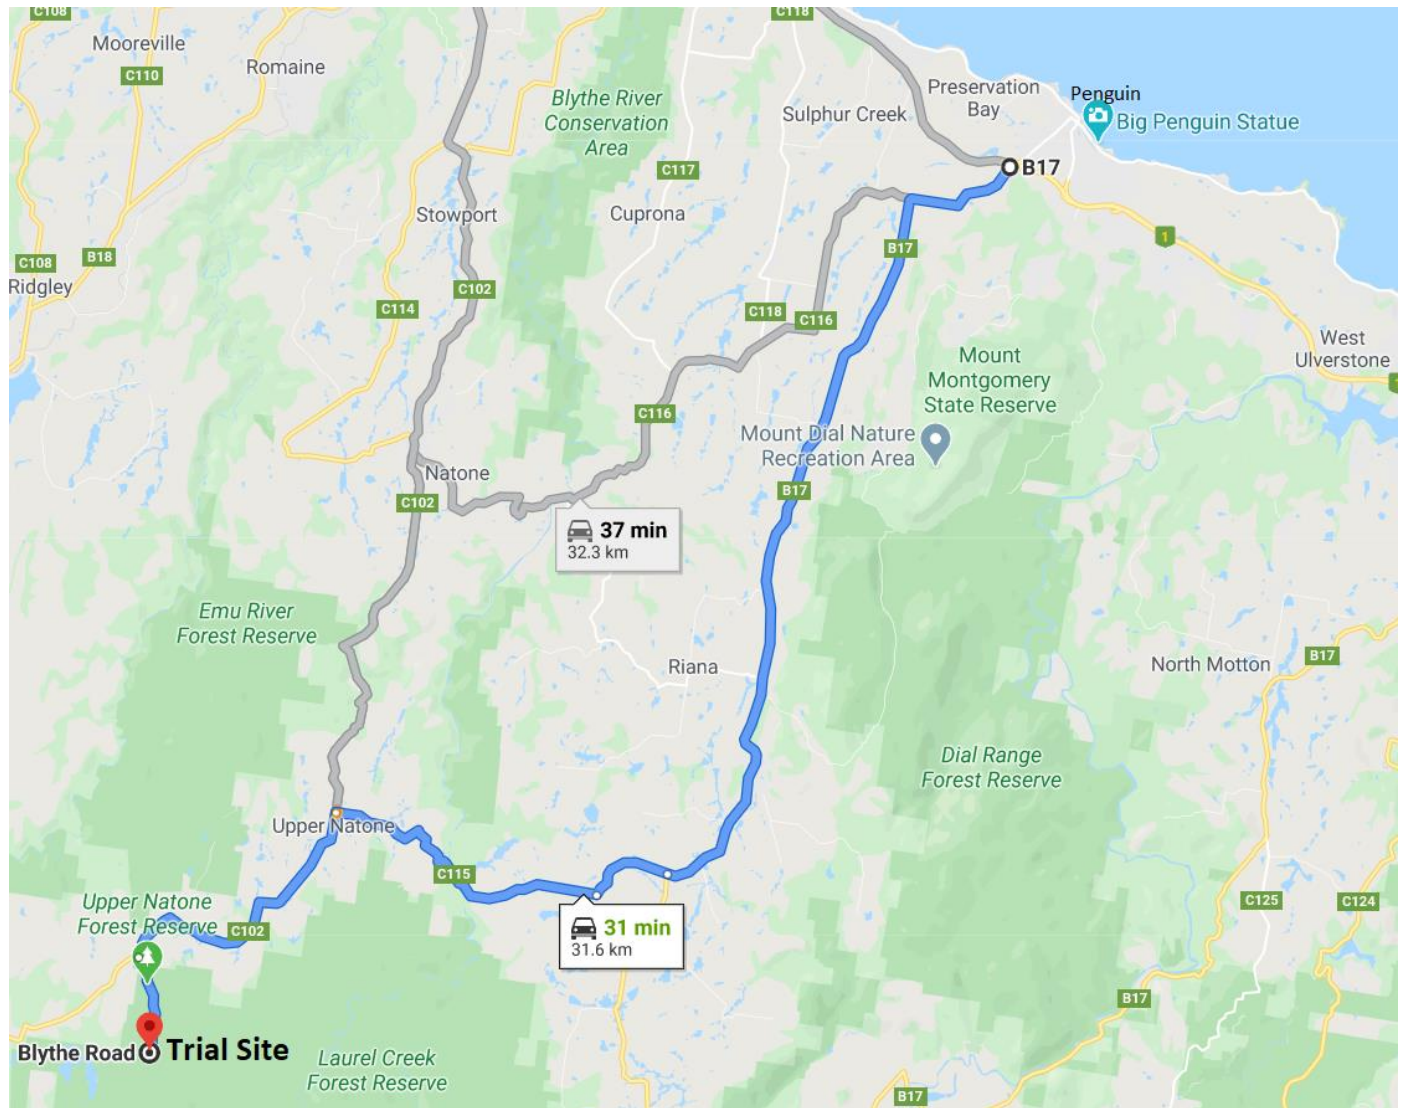 C108
C118
Mooreville
Romaine
C110
Blythe River
Conservation
Area
Preservation
Bay
Penguin
Big Penguin Statue
Sulphur Creek
B17
C117
Stowport
Cuprona
B17
1
C108
B18
Ridgley
C102
C114
C118
C116
West
Ulverstone
Mount
Montgomery
State Reserve
C116
Mount Dial Nature
Recreation Area
Natone
C102
B17
37 min
32.3 km
Emu River
Forest Reserve
Riana
North Motton
B17
Dial Range
Forest Reserve
Upper Natone
C115
Upper Natone
Forest Reserve
C102
31 min
31.6 km
C125
C124
B17
Blythe Road
Trial Site
Laurel Creek
Forest Reserve
B17